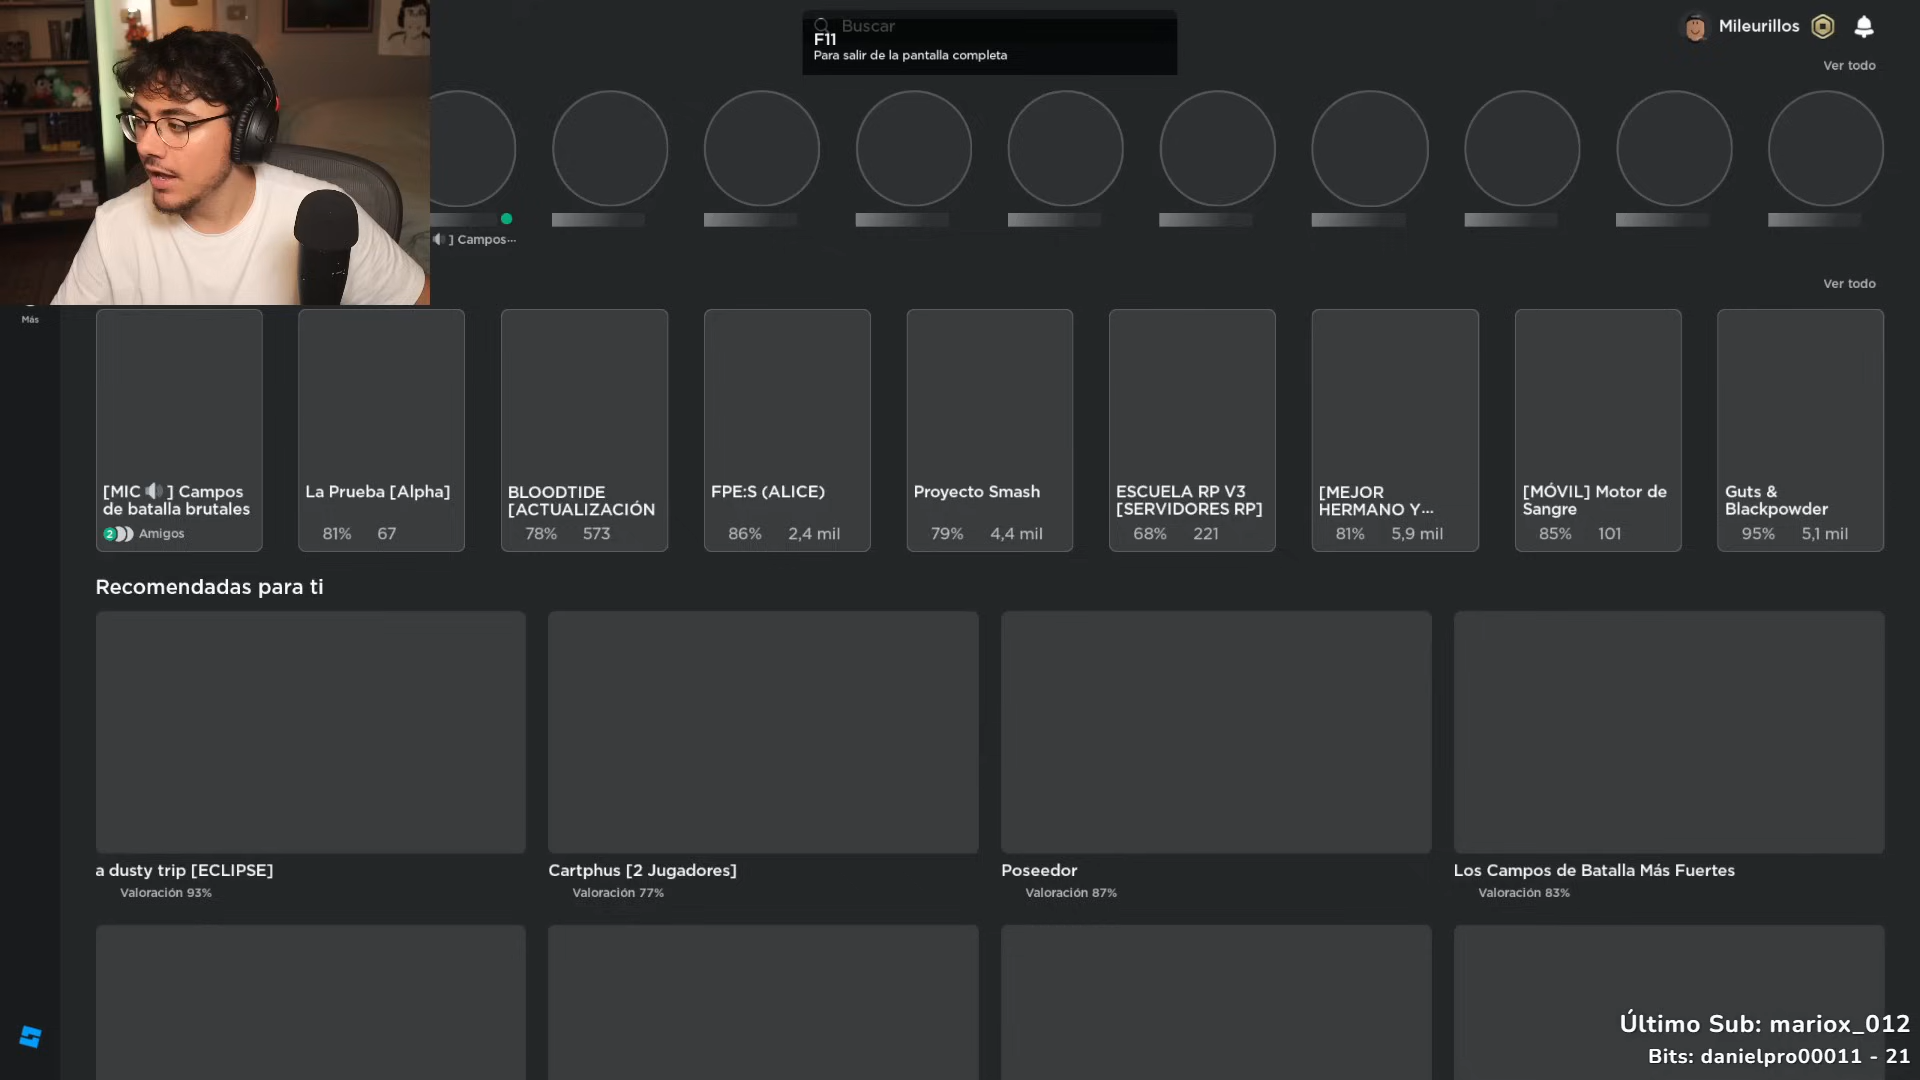 Buscar
F11
Para salir de la pantalla completa
Mileurillos
Ver todo
] Campos...
Ver todo
Más
[MIC 🔊] Campos
de batalla brutales
2 Amigos
La Prueba [Alpha]
81% 67
BLOODTIDE
[ACTUALIZACIÓN
78% 573
FPE:S (ALICE)
86% 2,4 mil
Proyecto Smash
79% 4,4 mil
ESCUELA RP V3
[SERVIDORES RP]
68% 221
[MEJOR
HERMANO Y...
81% 5,9 mil
[MÓVIL] Motor de
Sangre
85% 101
Guts &
Blackpowder
95% 5,1 mil
Recomendadas para ti
a dusty trip [ECLIPSE]
Valoración 93%
Cartphus [2 Jugadores]
Valoración 77%
Poseedor
Valoración 87%
Los Campos de Batalla Más Fuertes
Valoración 83%
Último Sub: mariox_012
Bits: danielpro00011 - 21